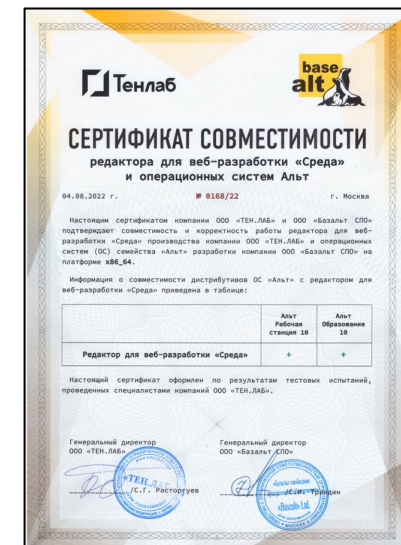 Тенлаб
base
alt
СЕРТИФИКАТ СОВМЕСТИМОСТИ
редактора для веб-разработки «Среда»
и операционных систем Альт
04.08.2022 г. № 0168/22 г. Москва
Настоящим сертификатом компании ООО «ТЕН.ЛАБ» и ООО «Базальт СПО»
подтверждают совместимость и корректность работы редактора для веб-
разработки «Среда» производства компании ООО «ТЕН.ЛАБ» и операционных
систем (ОС) семейства «Альт» разработки компании ООО «Базальт СПО» на
платформе x86_64.
Информация о совместимости дистрибутивов ОС «Альт» с редактором для
веб-разработки «Среда» приведена в таблице:
Альт Рабочая станция 10
Альт Образование 10
Редактор для веб-разработки «Среда» + +
Настоящий сертификат оформлен по результатам тестовых испытаний,
проведенных специалистами компаний ООО «ТЕН.ЛАБ».
Генеральный директор
ООО «ТЕН.ЛАБ»
/С.Г. Расторгуев
Генеральный директор
ООО «Базальт СПО»
/С.М. Трандин
«ТЕН.ЛАБ»